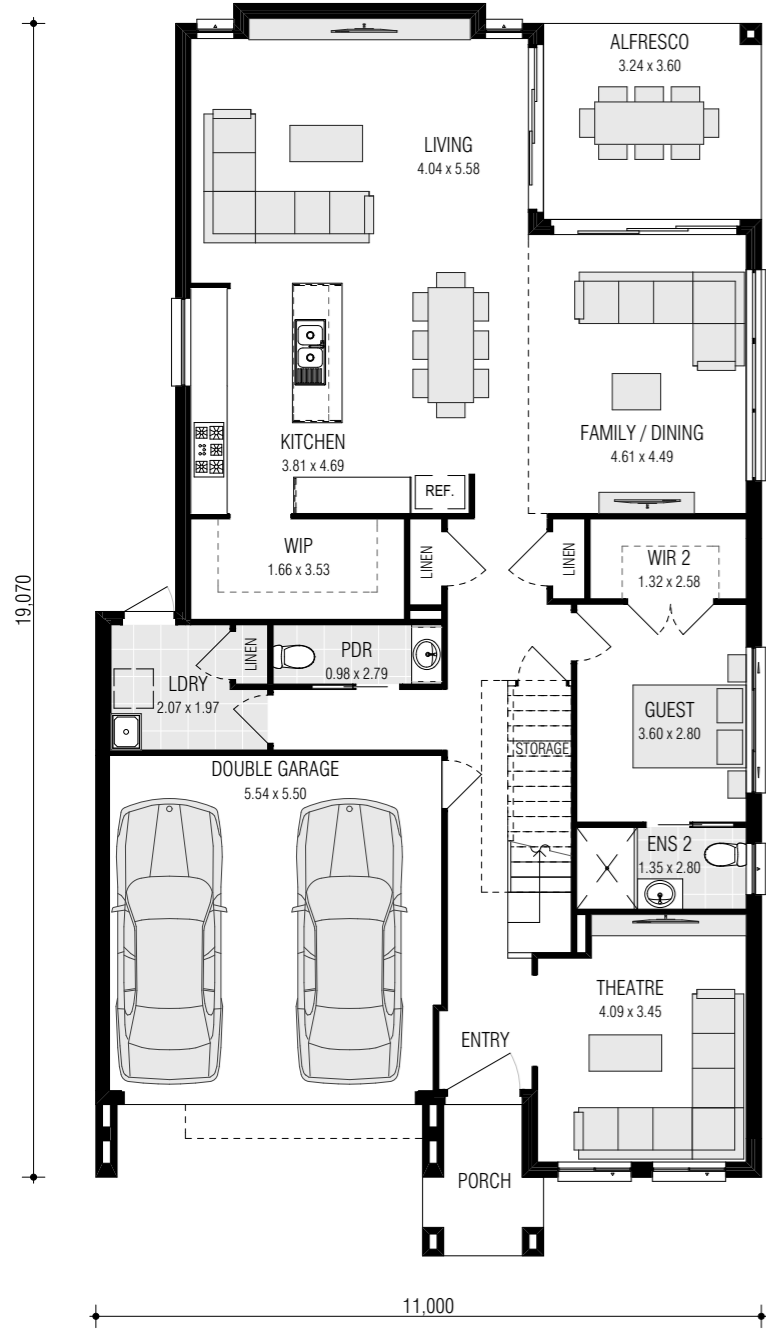 ALFRESCO
3.24 x 3.60
LIVING
4.04 x 5.58
FAMILY / DINING
4.61 x 4.49
KITCHEN
3.81 x 4.69
REF.
WIP
1.66 x 3.53
LINEN
LINEN
WIR 2
1.32 x 2.58
19,070
LINEN
PDR
0.98 x 2.79
LDRY
2.07 x 1.97
GUEST
3.60 x 2.80
STORAGE
DOUBLE GARAGE
5.54 x 5.50
ENS 2
1.35 x 2.80
THEATRE
4.09 x 3.45
ENTRY
PORCH
11,000